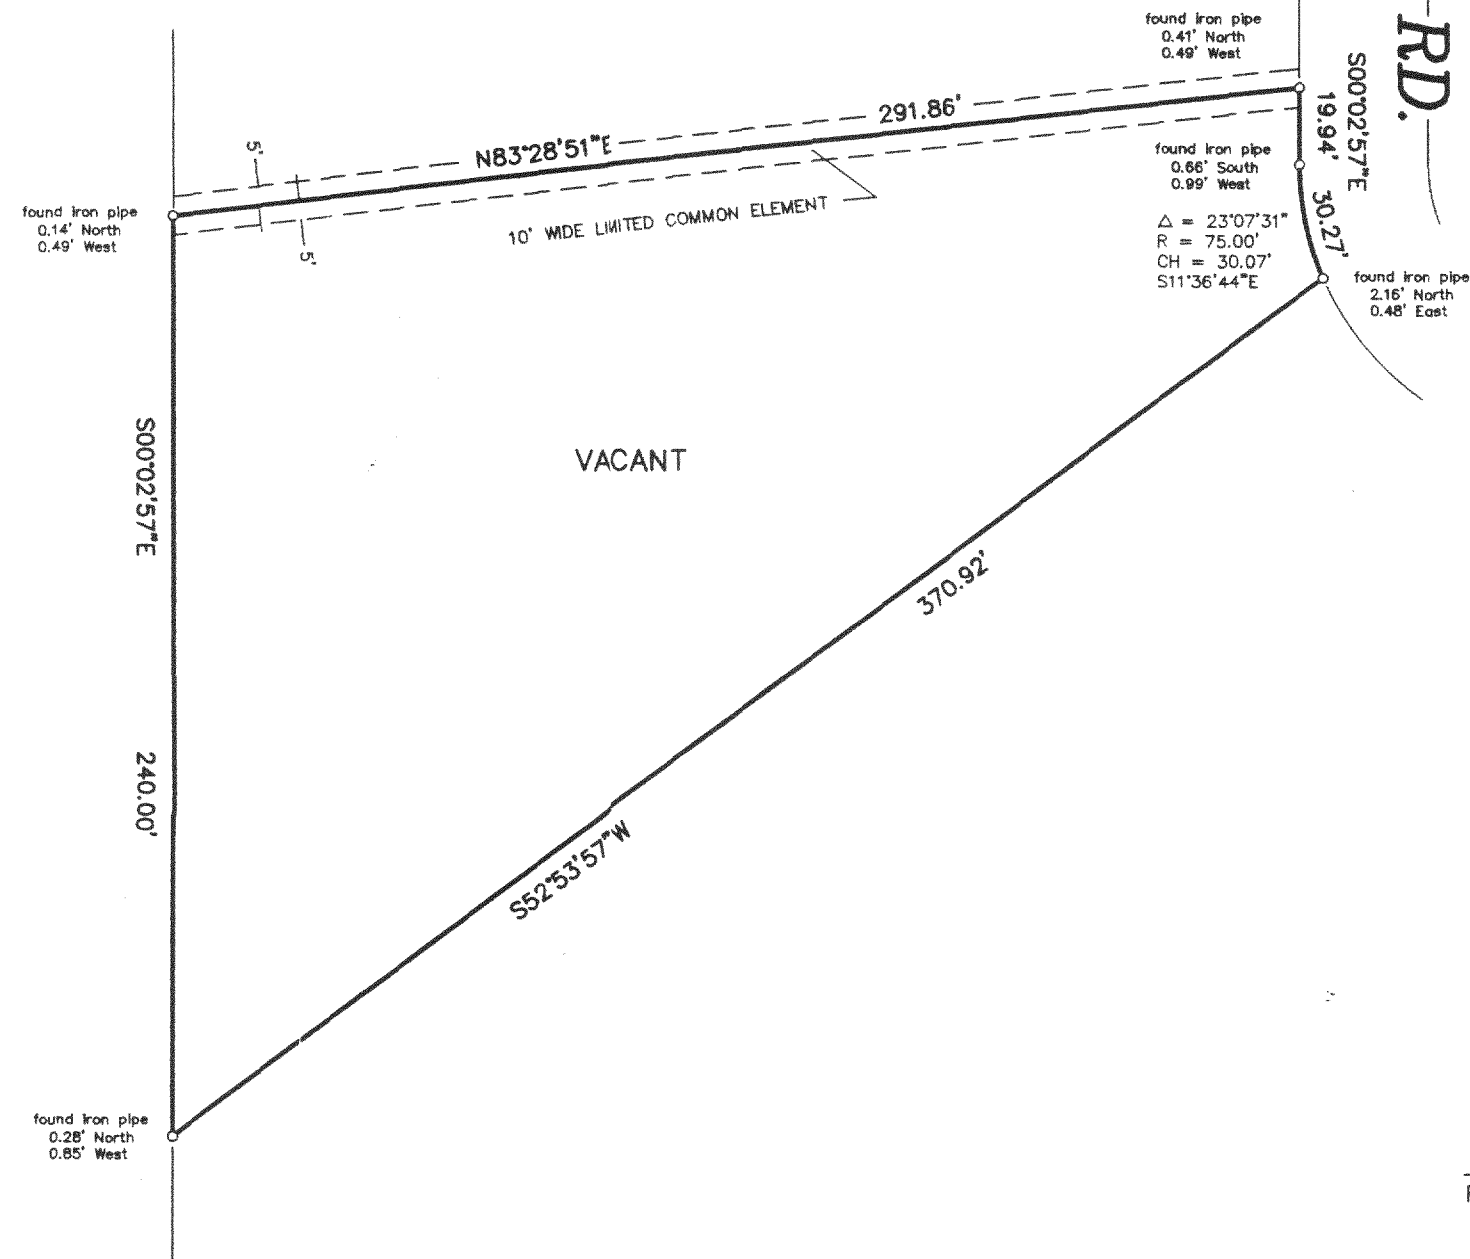 found iron pipe
0.41' North
0.49' West
RD.
S00°02'57"E
19.94'
291.86'
N83°28'51"E
5'
found iron pipe
0.66' South
0.99' West
found iron pipe
0.14' North
0.49' West
10' WIDE LIMITED COMMON ELEMENT
5'
30.27'
Δ = 23°07'31"
R = 75.00'
CH = 30.07'
S11°36'44"E
found iron pipe
2.16' North
0.48' East
S00°02'57"E
VACANT
370.92'
240.00'
S52°53'57"W
found iron pipe
0.28' North
0.85' West